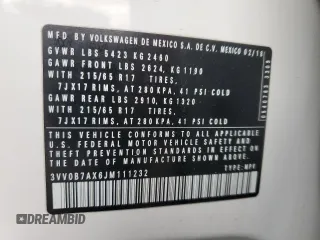 MFD BY VOLKSWAGEN DE MEXICO S.A. DE C.V. MEXICO 02/18
GVWR LBS 5423 KG 2460
GAWR FRONT LBS 2624, KG 1190
WITH 215/65 R17 TIRES.
7JX17 RIMS, AT 280 KPA, 41 PSI COLD
GAWR REAR LBS 2910, KG 1320
WITH 215/65 R17 TIRES.
7JX17 RIMS, AT 280 KPA, 41 PSI COLD
THIS VEHICLE CONFORMS TO ALL APPLICABLE
U.S. FEDERAL MOTOR VEHICLE SAFETY
STANDARDS IN EFFECT ON THE DATE OF
MANUFACTURE SHOWN ABOVE.
3VV0B7AX6JM111232
TYPE: MPV
DREAMBID